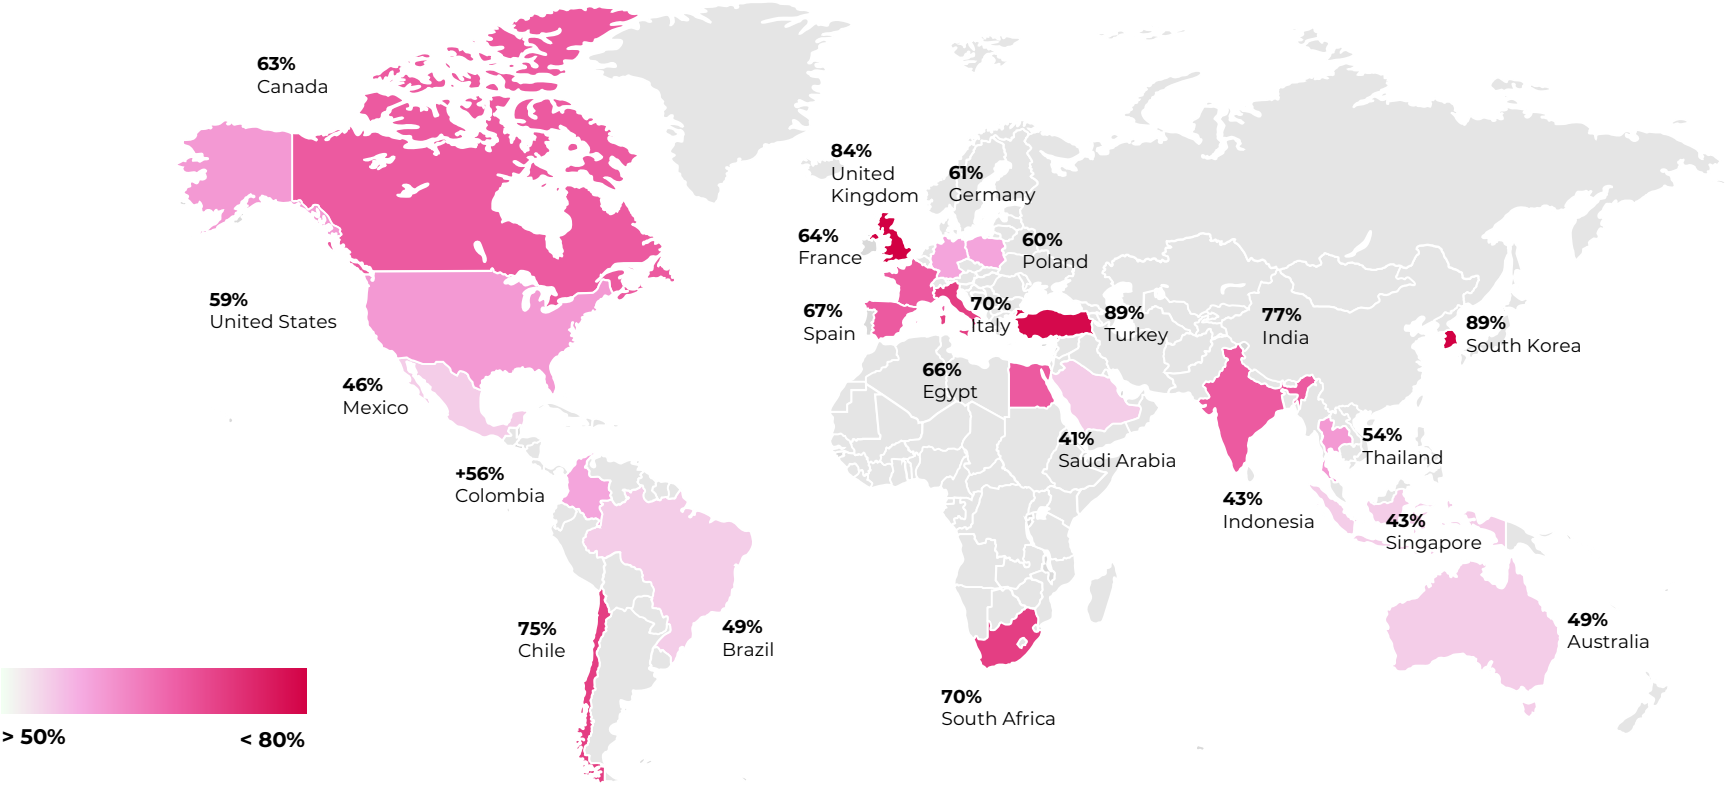 63%
Canada
84%
United
Kingdom
61%
Germany
64%
France
60%
Poland
59%
United States
67%
Spain
70%
Italy
89%
Turkey
77%
India
89%
South Korea
46%
Mexico
66%
Egypt
41%
Saudi Arabia
54%
Thailand
+56%
Colombia
43%
Indonesia
43%
Singapore
75%
Chile
49%
Brazil
49%
Australia
70%
South Africa
> 50%
< 80%